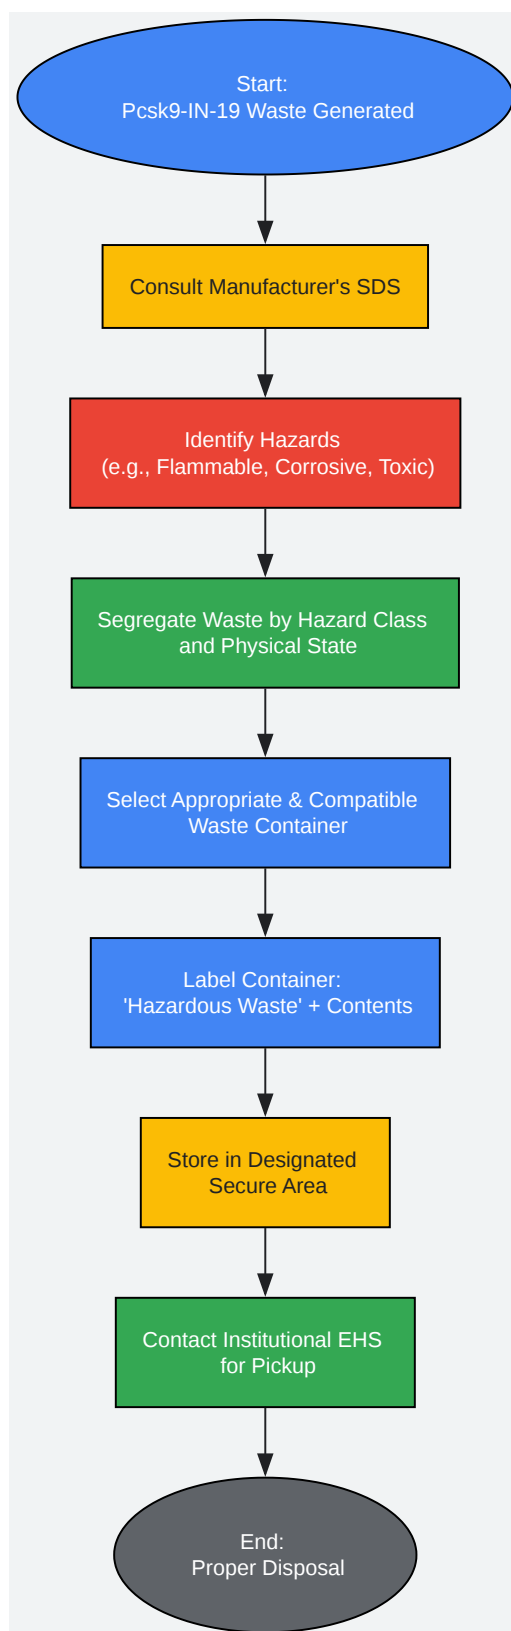 Start:
Pcsk9-IN-19 Waste Generated
Consult Manufacturer's SDS
Identify Hazards
(e.g., Flammable, Corrosive, Toxic)
Segregate Waste by Hazard Class
and Physical State
Select Appropriate & Compatible
Waste Container
Label Container:
'Hazardous Waste' + Contents
Store in Designated
Secure Area
Contact Institutional EHS
for Pickup
End:
Proper Disposal